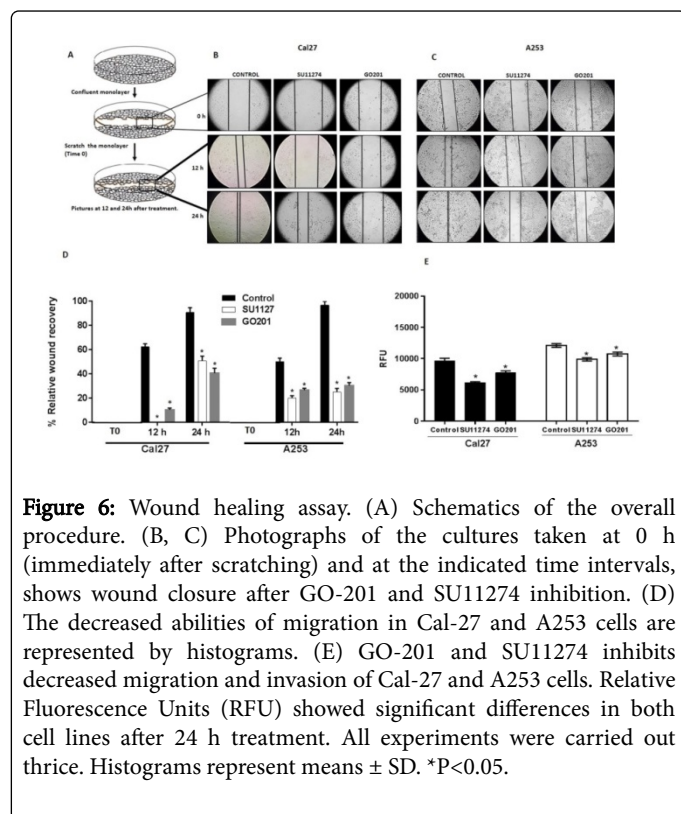 A
Confluent monolayer
Scratch the monolayer
(Time 0)
Pictures at 12 and 24h after treatment.
B
Cal27
CONTROL SU11274 GO201
0 h
12 h
24 h
C
A253
CONTROL SU11274 GO201
D
% Relative wound recovery
100
80
60
40
20
0
Control
SU1127
GO201
* * * * * * * *
T0 12 h 24 h T0 12h 24h
Cal27 A253
E
RFU
20000
15000
10000
5000
0
* * * *
Control SU11274 GO201 Control SU11274 GO201
Cal27 A253
Figure 6: Wound healing assay. (A) Schematics of the overall
procedure. (B, C) Photographs of the cultures taken at 0 h
(immediately after scratching) and at the indicated time intervals,
shows wound closure after GO-201 and SU11274 inhibition. (D)
The decreased abilities of migration in Cal-27 and A253 cells are
represented by histograms. (E) GO-201 and SU11274 inhibits
decreased migration and invasion of Cal-27 and A253 cells. Relative
Fluorescence Units (RFU) showed significant differences in both
cell lines after 24 h treatment. All experiments were carried out
thrice. Histograms represent means ± SD. *P<0.05.